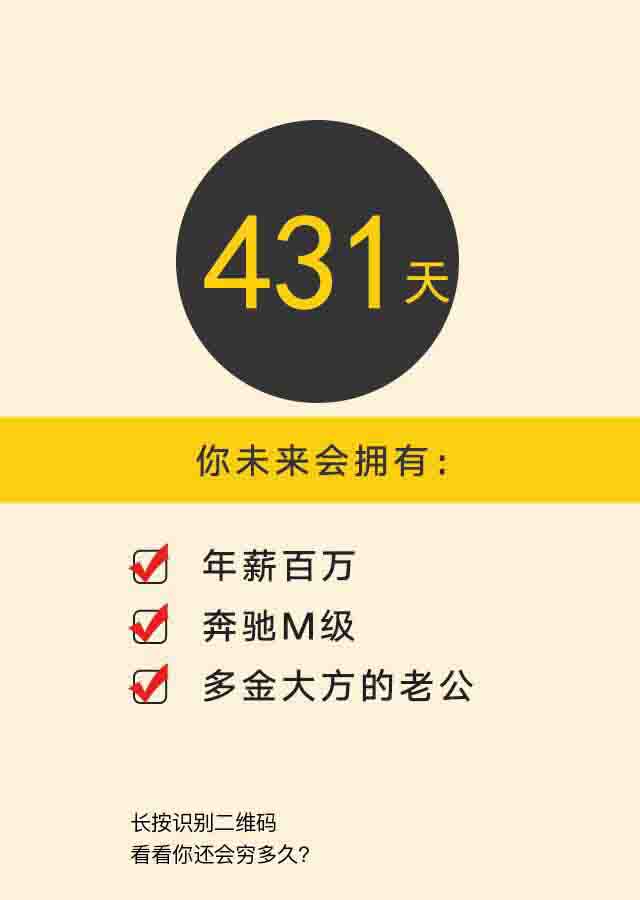 431天
你未来会拥有：
年薪百万
奔驰M级
多金大方的老公
长按识别二维码
看看你还会穷多久？